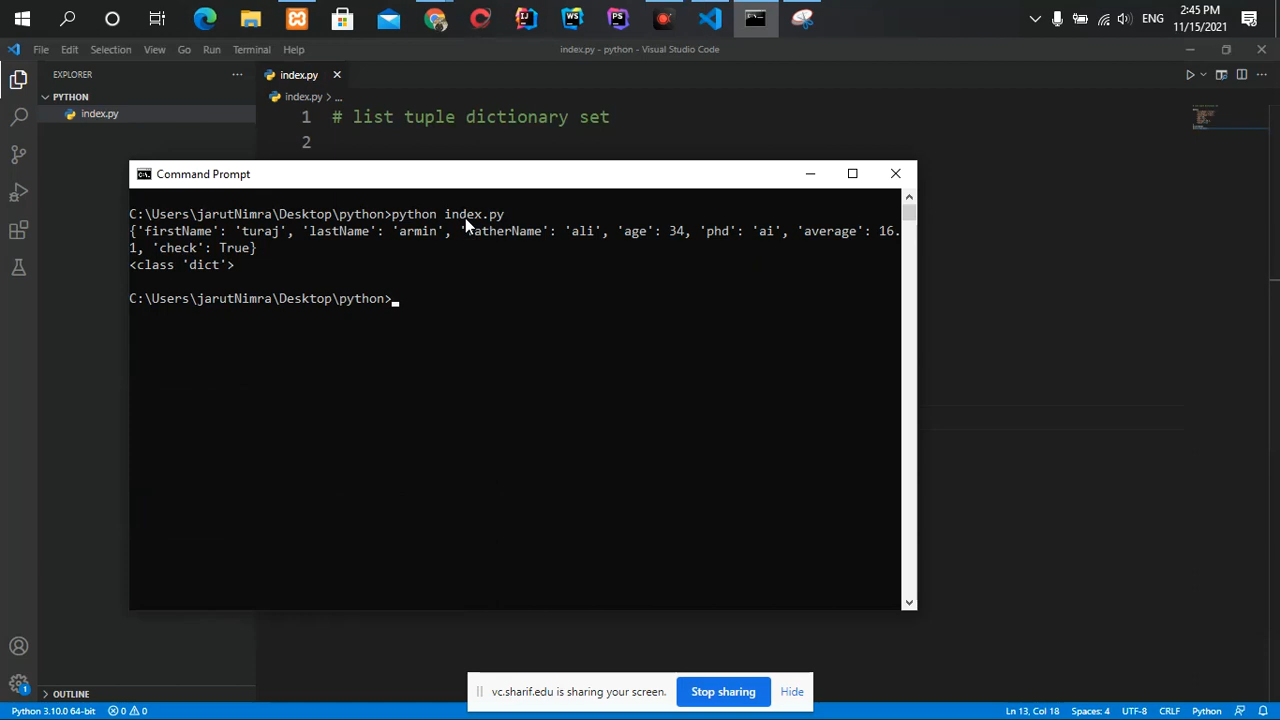 2:45 PM
ENG
11/15/2021
File Edit Selection View Go Run Terminal Help
index.py - python - Visual Studio Code
EXPLORER
index.py
PYTHON
index.py > ...
index.py
1 # list tuple dictionary set
2
Command Prompt
C:\Users\jarutNimra\Desktop\python>python index.py
{'firstName': 'turaj', 'lastName': 'armin', 'fatherName': 'ali', 'age': 34, 'phd': 'ai', 'average': 16.
1, 'check': True}
<class 'dict'>
C:\Users\jarutNimra\Desktop\python>
vc.sharif.edu is sharing your screen.
Stop sharing
Hide
OUTLINE
Python 3.10.0 64-bit
0 0
Ln 13, Col 18
Spaces: 4
UTF-8
CRLF
Python